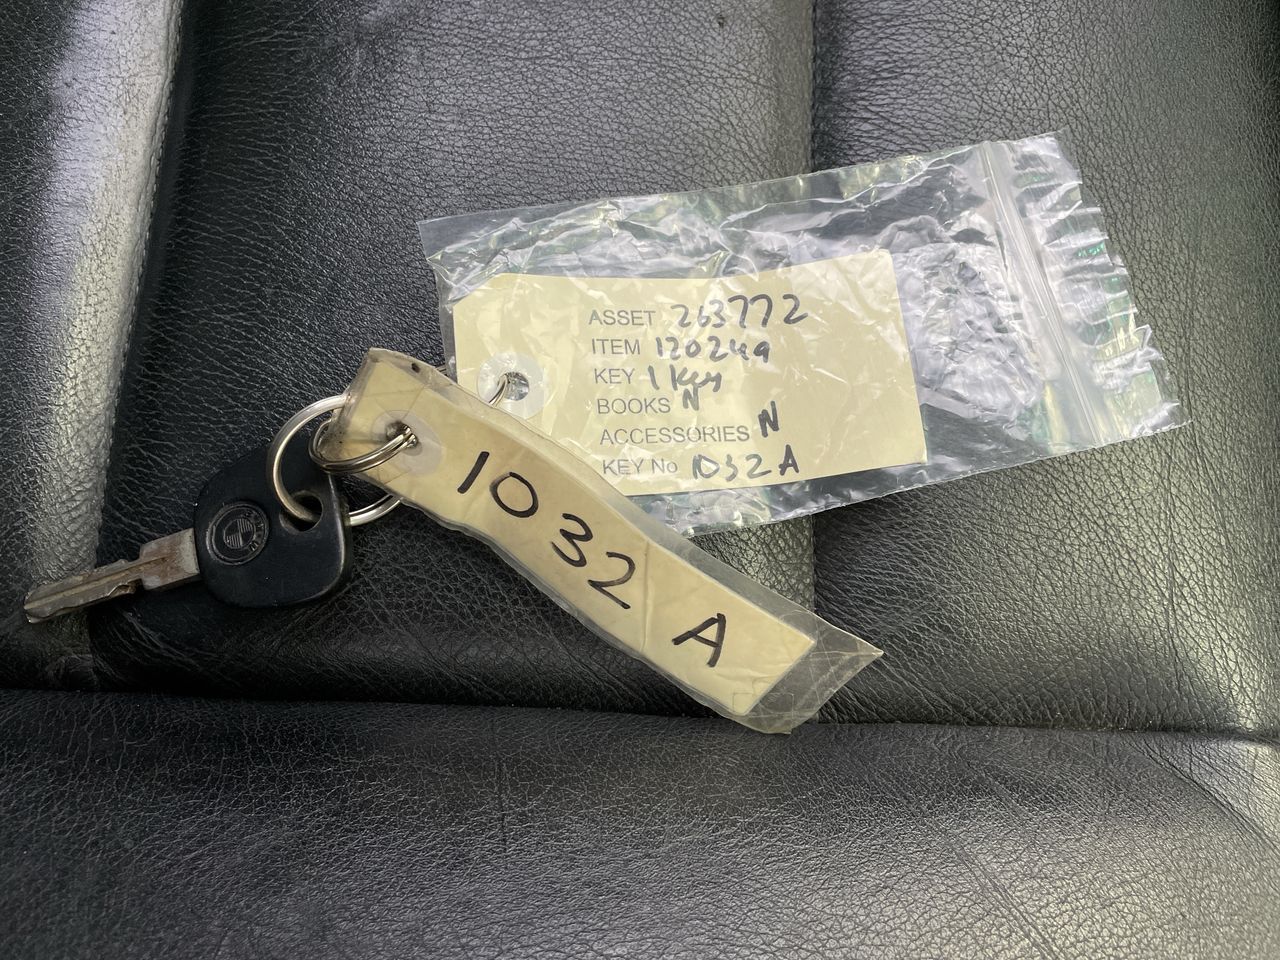 ASSET 263772
ITEM 120249
KEY 1 Key
BOOKS N
ACCESSORIES N
KEY No 1032A
1032 A